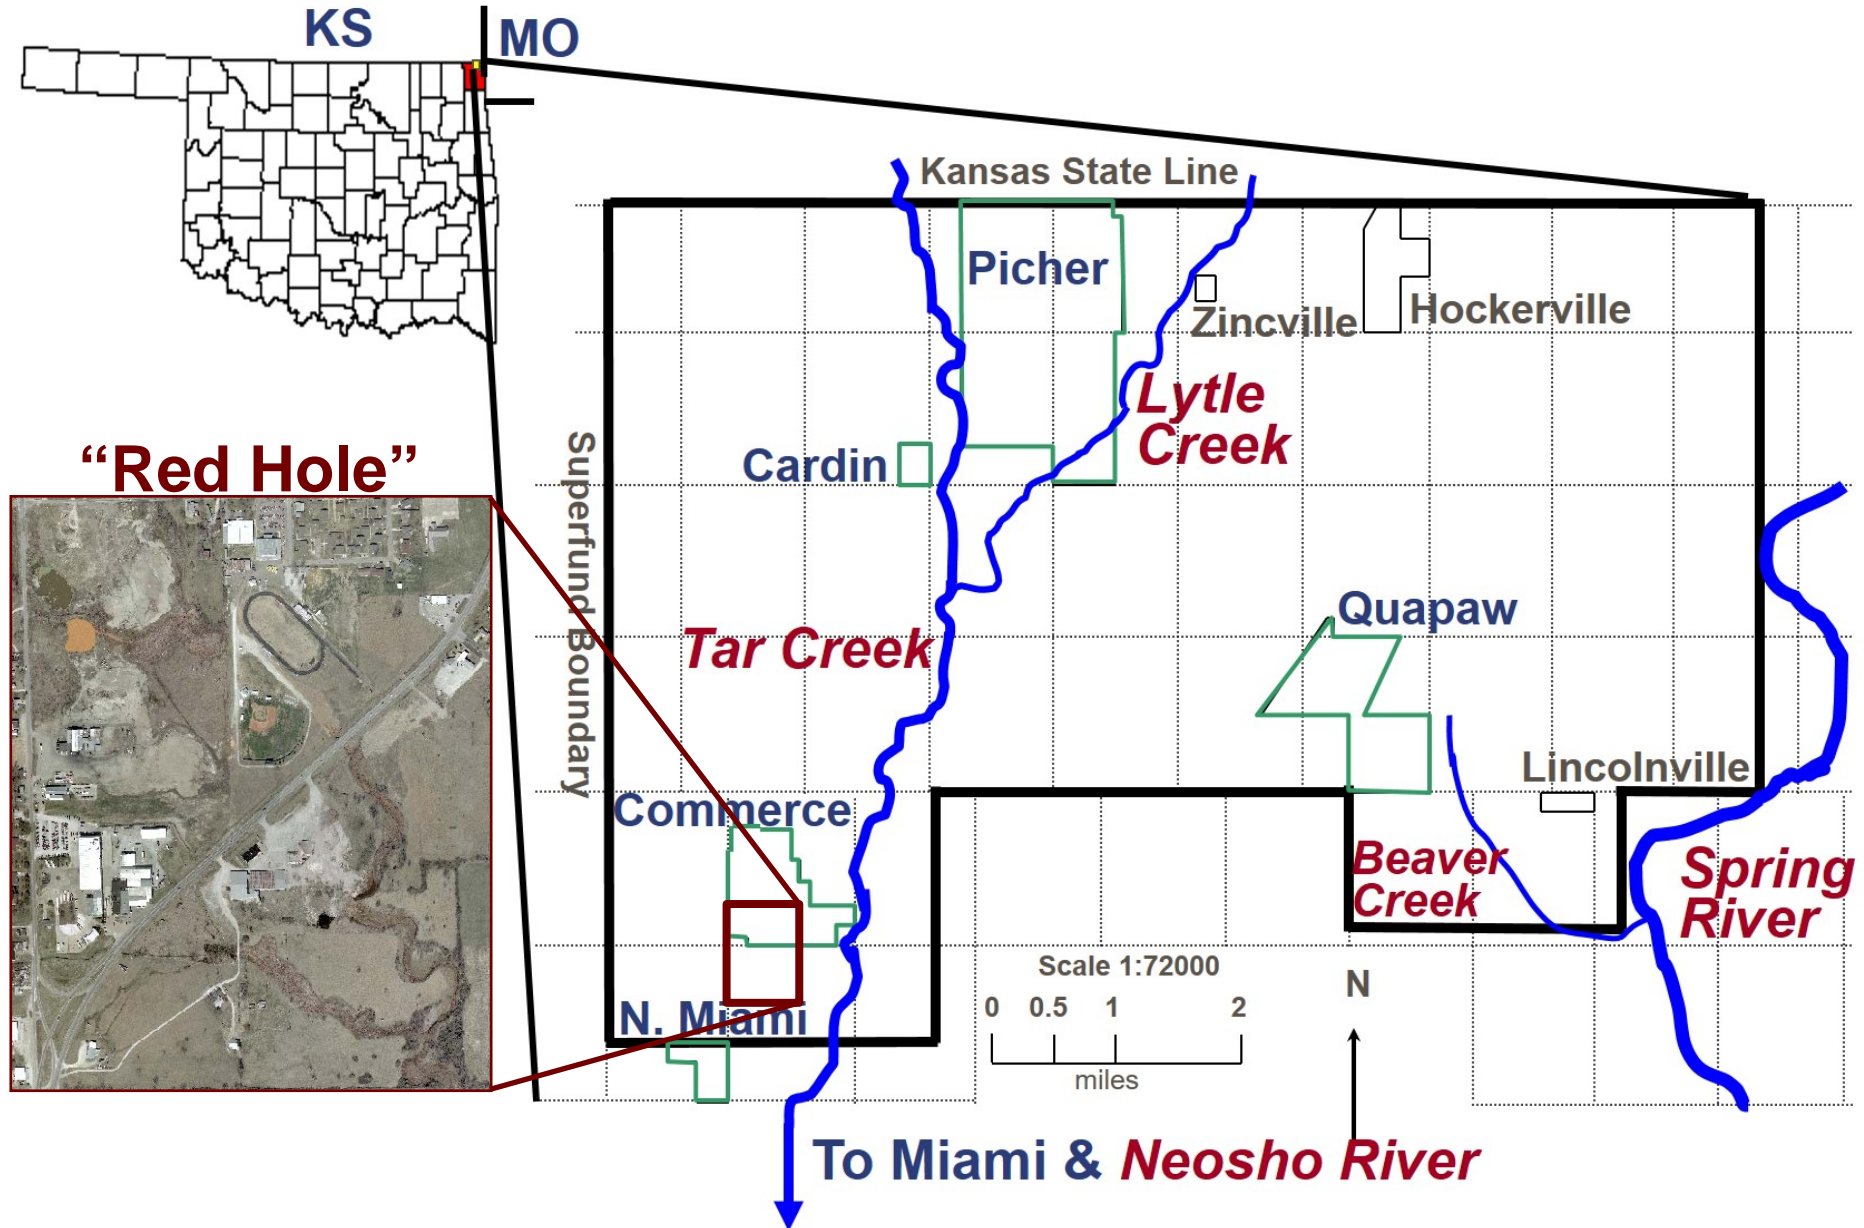 KS
MO
Kansas State Line
Picher
Zincville
Hockerville
Lytle
Creek
“Red Hole”
Cardin
Superfund Boundary
Quapaw
Tar Creek
Lincolnville
Commerce
Beaver
Creek
Spring
River
Scale 1:72000
N
0 0.5 1 2
miles
N. Miami
To Miami & Neosho River